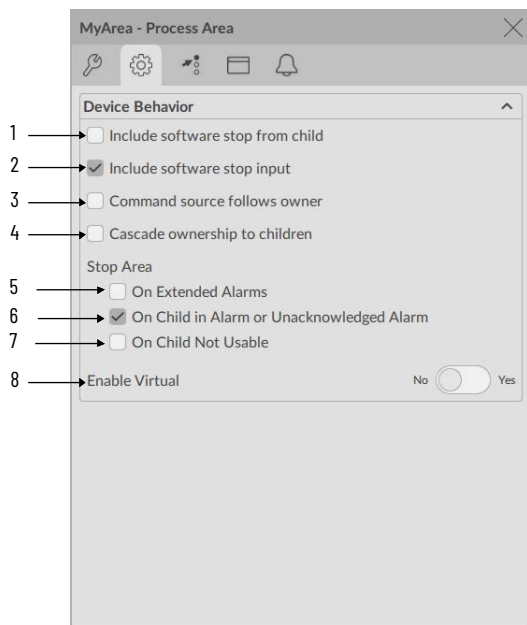 MyArea - Process Area
Device Behavior
1 Include software stop from child
2 Include software stop input
3 Command source follows owner
4 Cascade ownership to children
Stop Area
5 On Extended Alarms
6 On Child in Alarm or Unacknowledged Alarm
7 On Child Not Usable
8 Enable Virtual No Yes